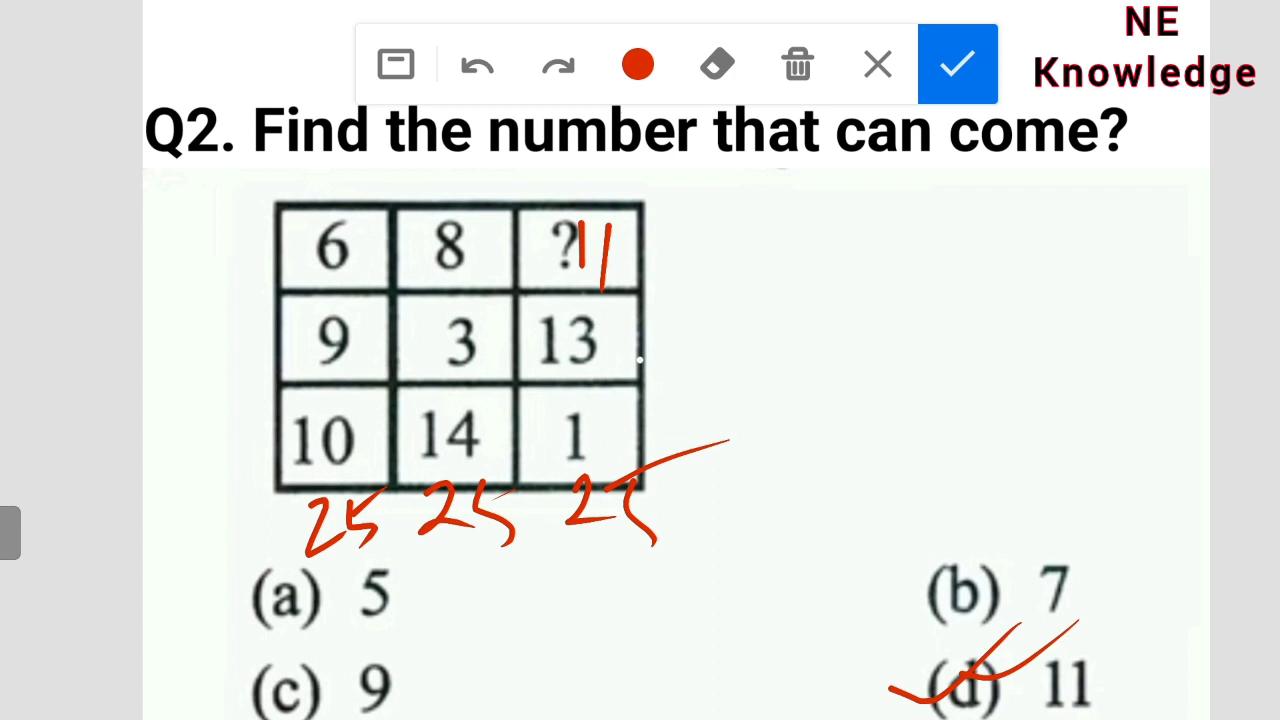 NE
Knowledge
Q2. Find the number that can come?
6 8 ? 11
9 3 13
10 14 1
25 25 25
(a) 5 (b) 7
(c) 9 (d) 11